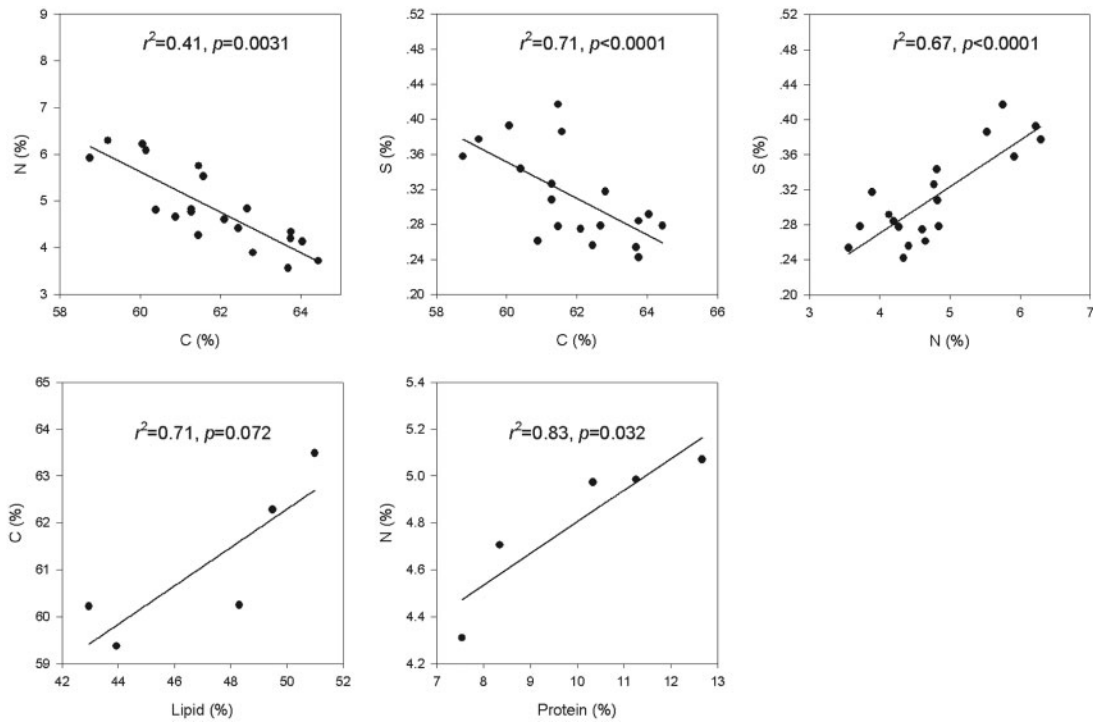 r²=0.41, p=0.0031
9
8
7
6
5
4
3
N (%)
58 60 62 64
C (%)
r²=0.71, p<0.0001
.52
.44
.36
.28
.20
S (%)
58 60 62 64 66
C (%)
r²=0.67, p<0.0001
.52
.44
.40
.36
.32
.28
.24
.20
S (%)
3 4 5 6 7
N (%)
r²=0.71, p=0.072
65
64
63
62
61
60
59
C (%)
42 44 46 48 50 52
Lipid (%)
r²=0.83, p=0.032
5.4
5.2
5.0
4.8
4.6
4.4
4.2
N (%)
7 8 9 10 11 12 13
Protein (%)